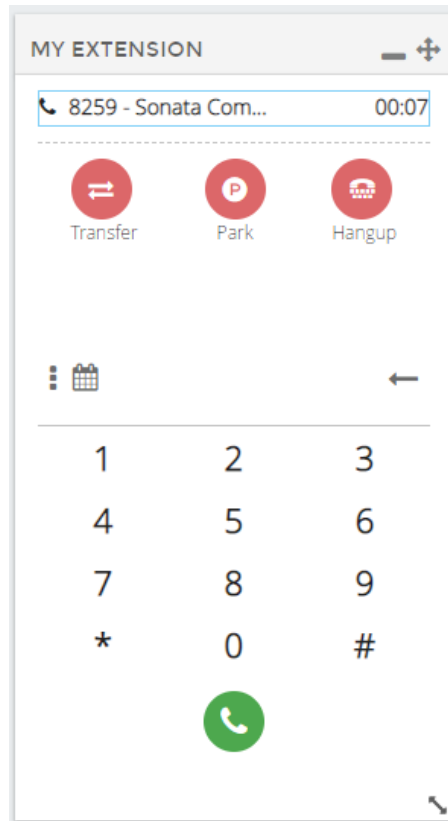 MY EXTENSION
8259 - Sonata Com... 00:07
P
Transfer Park Hangup
1 2 3
4 5 6
7 8 9
* 0 #